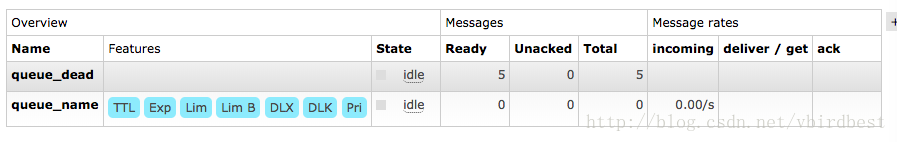 Overview Messages Message rates +
Name Features State Ready Unacked Total incoming deliver / get ack
queue_dead idle 5 0 5
queue_name TTL Exp Lim Lim B DLX DLK Pri idle 0 0 0 0.00/s
http://blog.csdn.net/vbirdbest